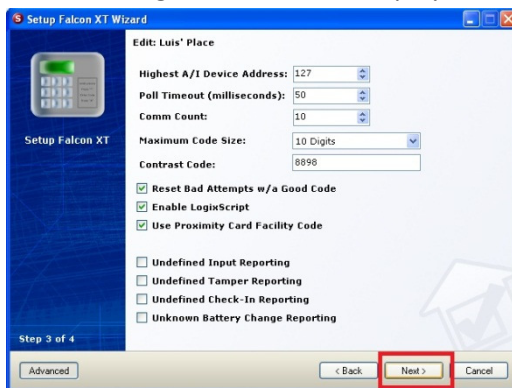 Setup Falcon XT Wizard
Edit: Luis' Place
Highest A/I Device Address: 127
Poll Timeout (milliseconds): 50
Comm Count: 10
Setup Falcon XT
Maximum Code Size: 10 Digits
Contrast Code: 8898
Reset Bad Attempts w/a Good Code
Enable LogixScript
Use Proximity Card Facility Code
Undefined Input Reporting
Undefined Tamper Reporting
Undefined Check-In Reporting
Unknown Battery Change Reporting
Step 3 of 4
Advanced < Back Next > Cancel